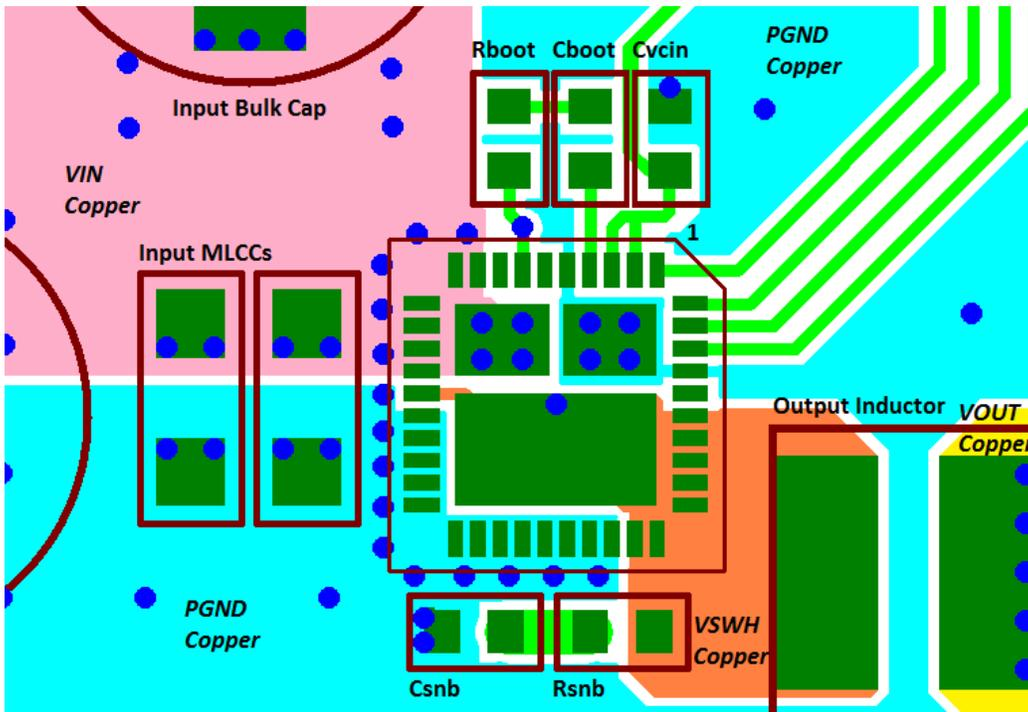 Rboot Cboot Cvcin
PGND
Copper
Input Bulk Cap
VIN
Copper
1
Input MLCCs
Output Inductor
VOUT
Copper
PGND
Copper
VSWH
Copper
Csnb
Rsnb